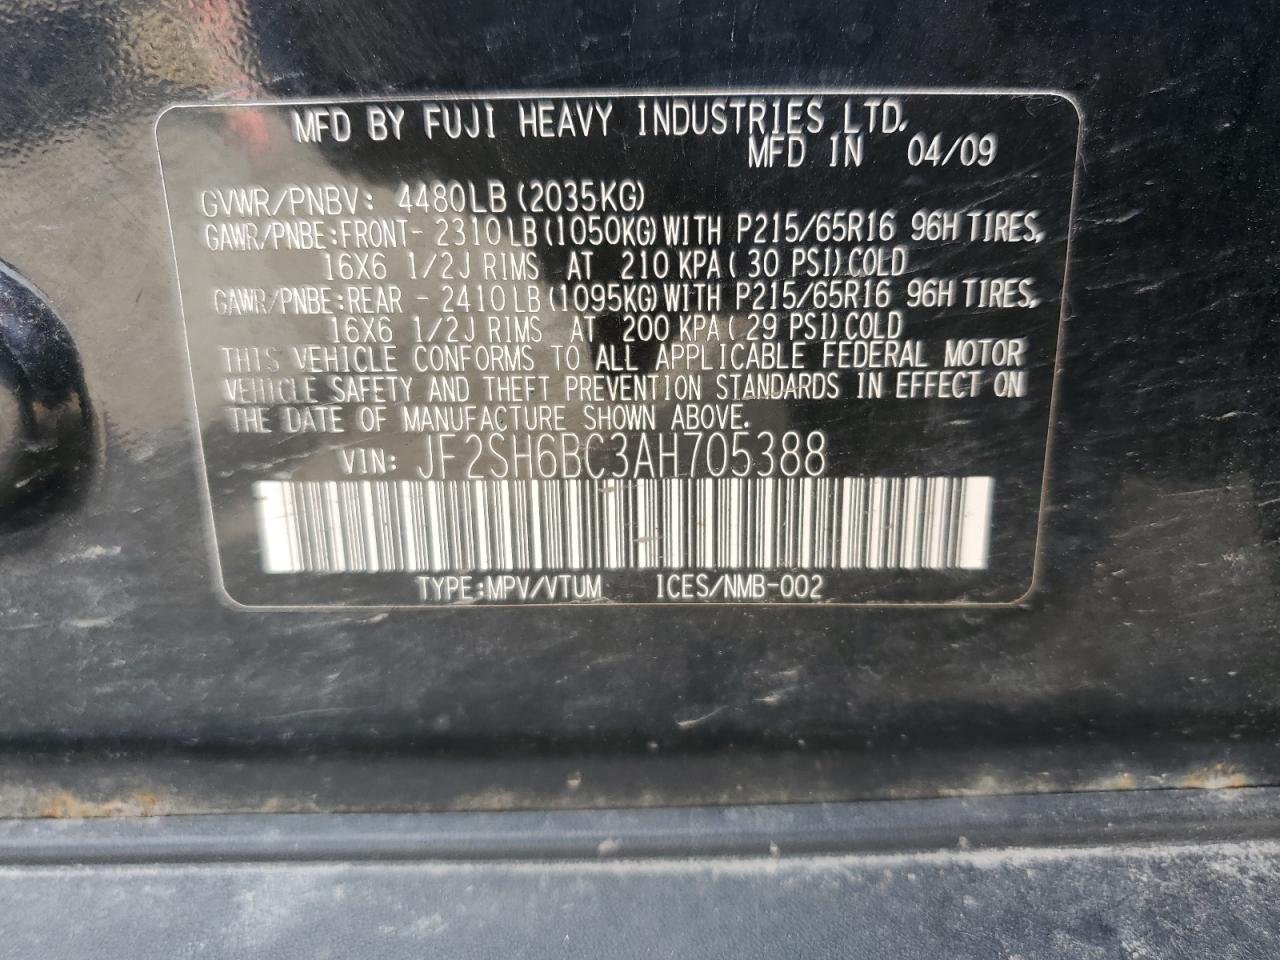 MFD BY FUJI HEAVY INDUSTRIES LTD.
MFD IN 04/09
GVWR/PNBV: 4480LB (2035KG)
GAWR/PNBE:FRONT- 2310LB (1050KG) WITH P215/65R16 96H TIRES,
16X6 1/2J RIMS AT 210 KPA ( 30 PSI) COLD
GAWR/PNBE:REAR - 2410LB (1095KG) WITH P215/65R16 96H TIRES,
16X6 1/2J RIMS AT 200 KPA ( 29 PSI) COLD
THIS VEHICLE CONFORMS TO ALL APPLICABLE FEDERAL MOTOR
VEHICLE SAFETY AND THEFT PREVENTION STANDARDS IN EFFECT ON
THE DATE OF MANUFACTURE SHOWN ABOVE.
VIN: JF2SH6BC3AH705388
TYPE:MPV/VTUM ICES/NMB-002